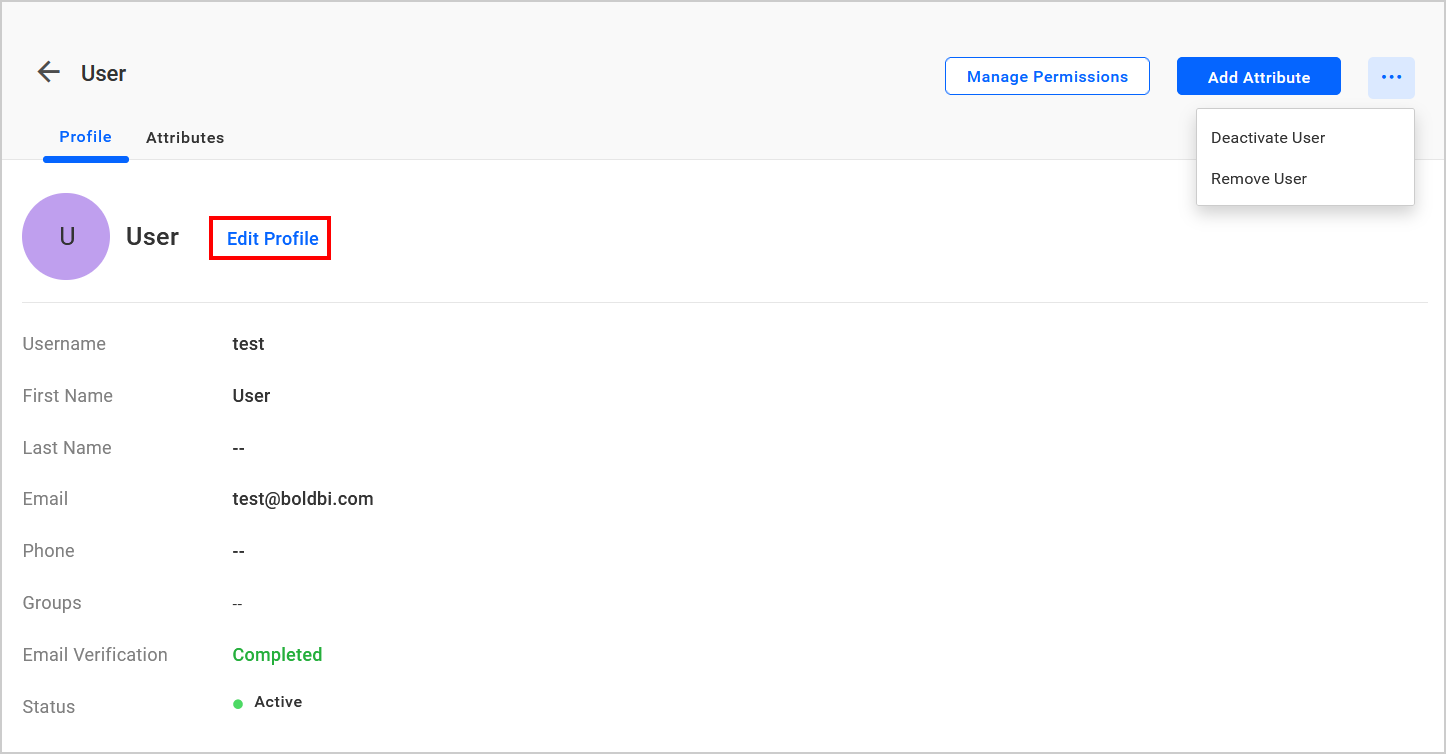 User
Manage Permissions
Add Attribute
...
Profile
Attributes
Deactivate User
Remove User
U
User
Edit Profile
Username
test
First Name
User
Last Name
--
Email
test@boldbi.com
Phone
--
Groups
--
Email Verification
Completed
Status
Active